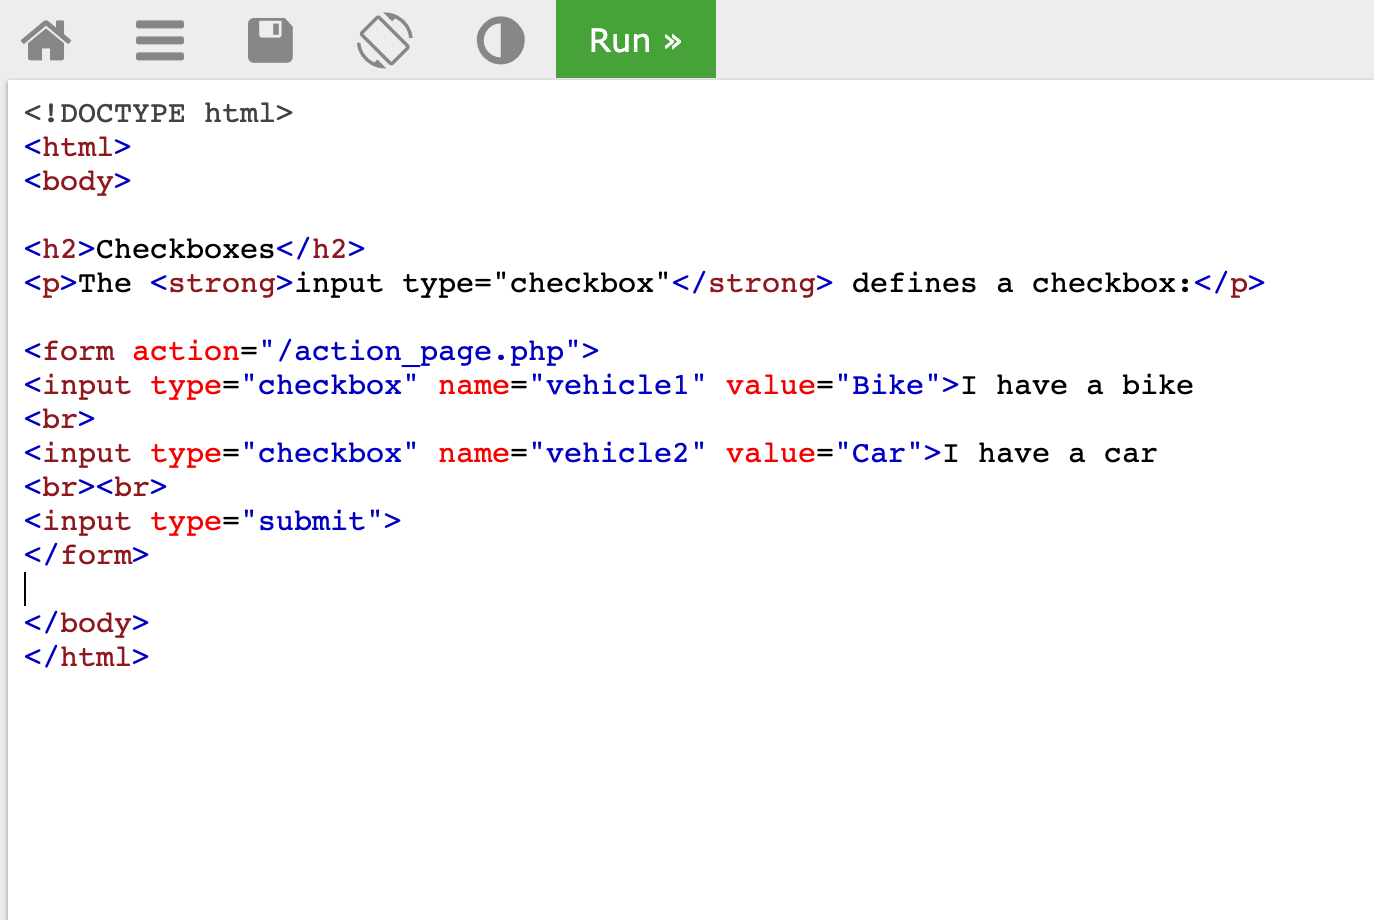 Run »
<!DOCTYPE html>
<html>
<body>
<h2>Checkboxes</h2>
<p>The <strong>input type="checkbox"</strong> defines a checkbox:</p>
<form action="/action_page.php">
<input type="checkbox" name="vehicle1" value="Bike">I have a bike
<br>
<input type="checkbox" name="vehicle2" value="Car">I have a car
<br><br>
<input type="submit">
</form>
</body>
</html>